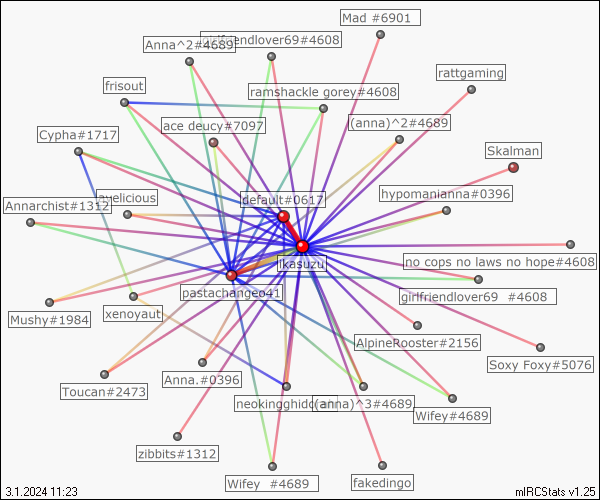 Mad #6901
Anna^2#4689
girlfriendlover69#4608
rattgaming
frisout
ramshackle gorey#4608
ace deucy#7097
(anna)^2#4689
Cypha#1717
Skalman
default#0617
hypomanianna#0396
Annarchist#1312
ikasuzu
no cops no laws no hope#4608
pastachangeo41
girlfriendlover69 #4608
Mushy#1984
xenoyaut
AlpineRooster#2156
Soxy Foxy#5076
Toucan#2473
Anna.#0396
(anna)^3#4689
Wifey#4689
zibbits#1312
Wifey #4689
fakedingo
3.1.2024 11:23
mIRCStats v1.25